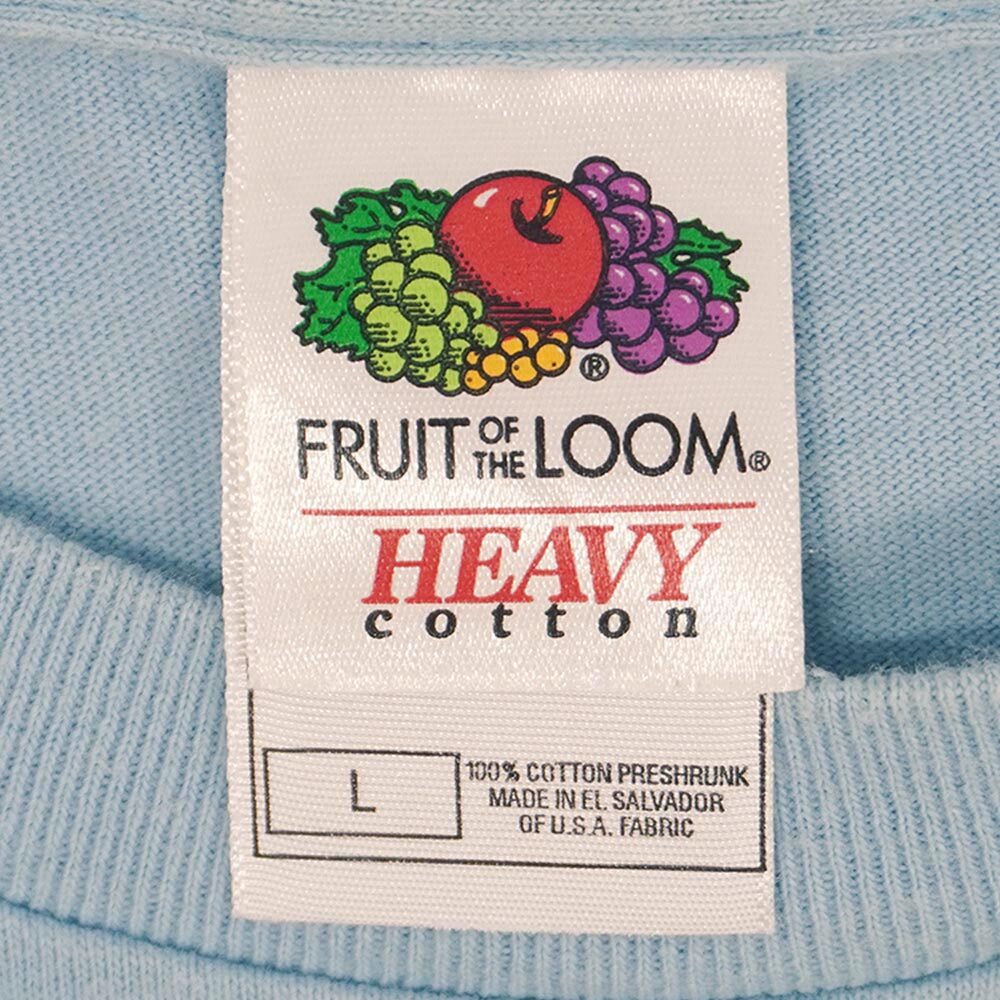 ®
FRUIT OF THE LOOM®
HEAVY
cotton
L
100% COTTON PRESHRUNK
MADE IN EL SALVADOR
OF U.S.A. FABRIC